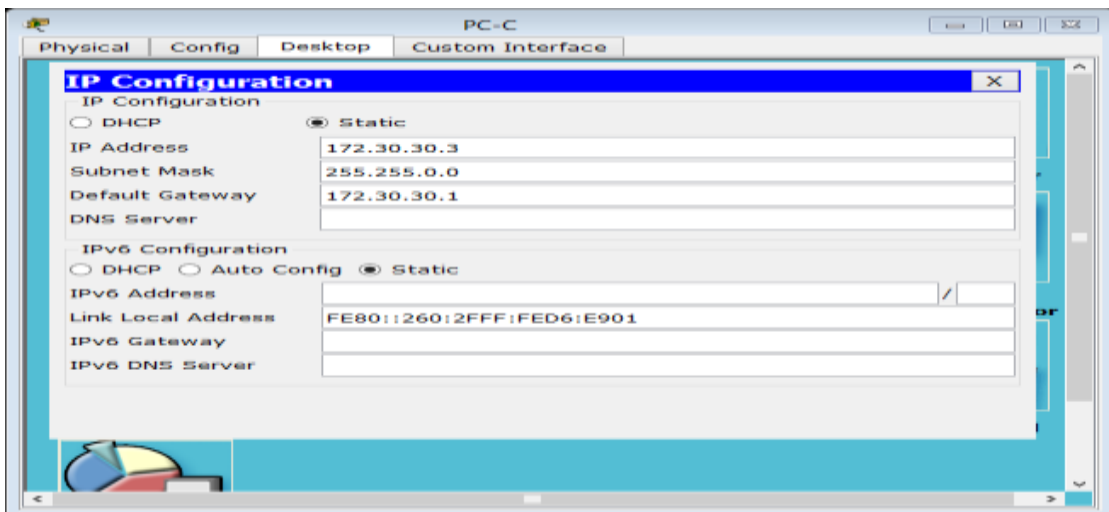 PC-C
Physical Config Desktop Custom Interface
IP Configuration X
IP Configuration
DHCP Static
IP Address 172.30.30.3
Subnet Mask 255.255.0.0
Default Gateway 172.30.30.1
DNS Server
IPv6 Configuration
DHCP Auto Config Static
IPv6 Address /
Link Local Address FE80::260:2FFF:FED6:E901
IPv6 Gateway
IPv6 DNS Server
or